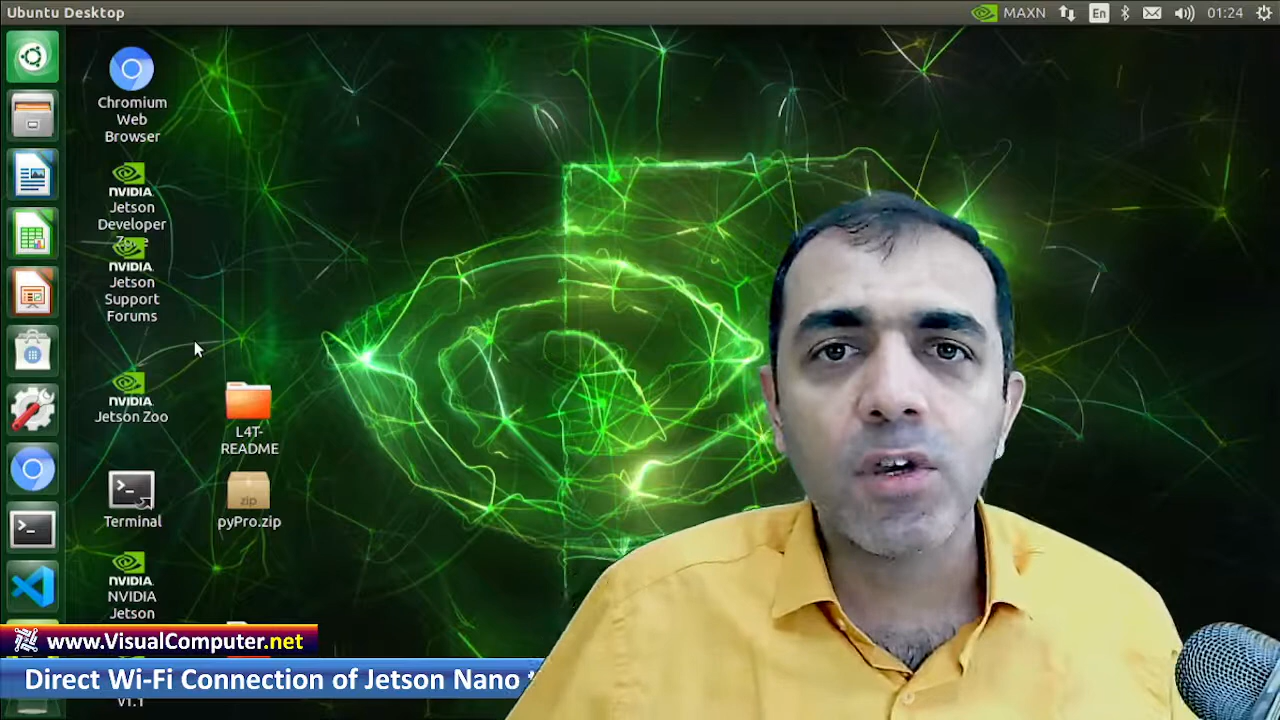 Ubuntu Desktop
MAXN
En
01:24
Chromium
Web
Browser
NVIDIA
Jetson
Developer
NVIDIA
Jetson
Support
Forums
NVIDIA
Jetson Zoo
L4T-
README
Terminal
zip
pyPro.zip
NVIDIA
NVIDIA
Jetson
www.VisualComputer.net
Direct Wi-Fi Connection of Jetson Nano
v1.1